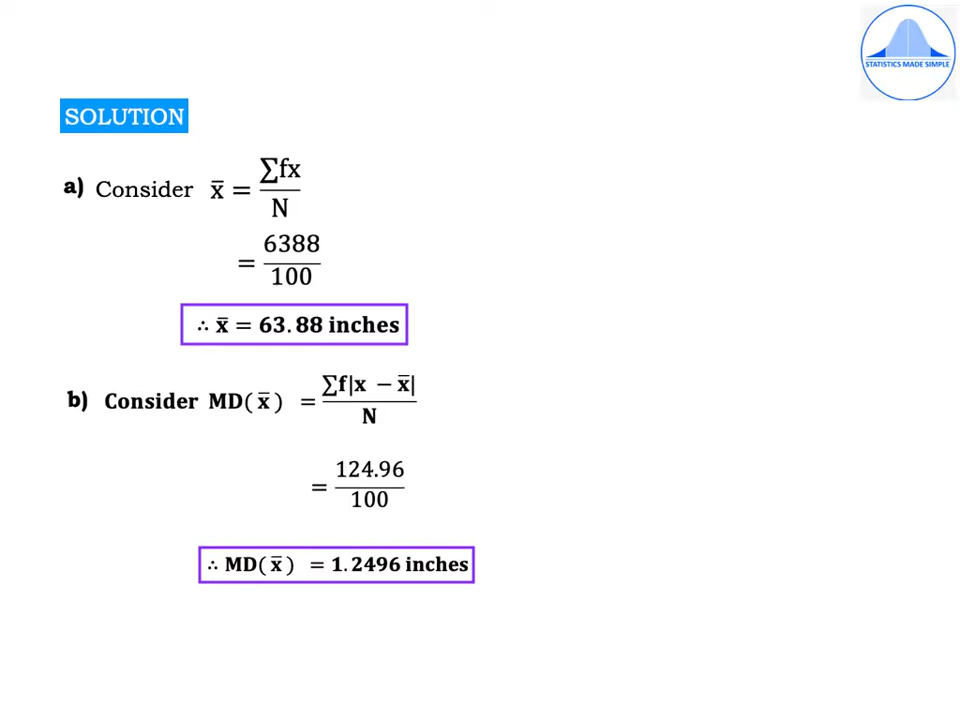 STATISTICS MADE SIMPLE
SOLUTION
a) Consider x̄ = ∑fx / N
= 6388 / 100
∴ x̄ = 63.88 inches
b) Consider MD( x̄ ) = ∑f|x − x̄| / N
= 124.96 / 100
∴ MD( x̄ ) = 1.2496 inches